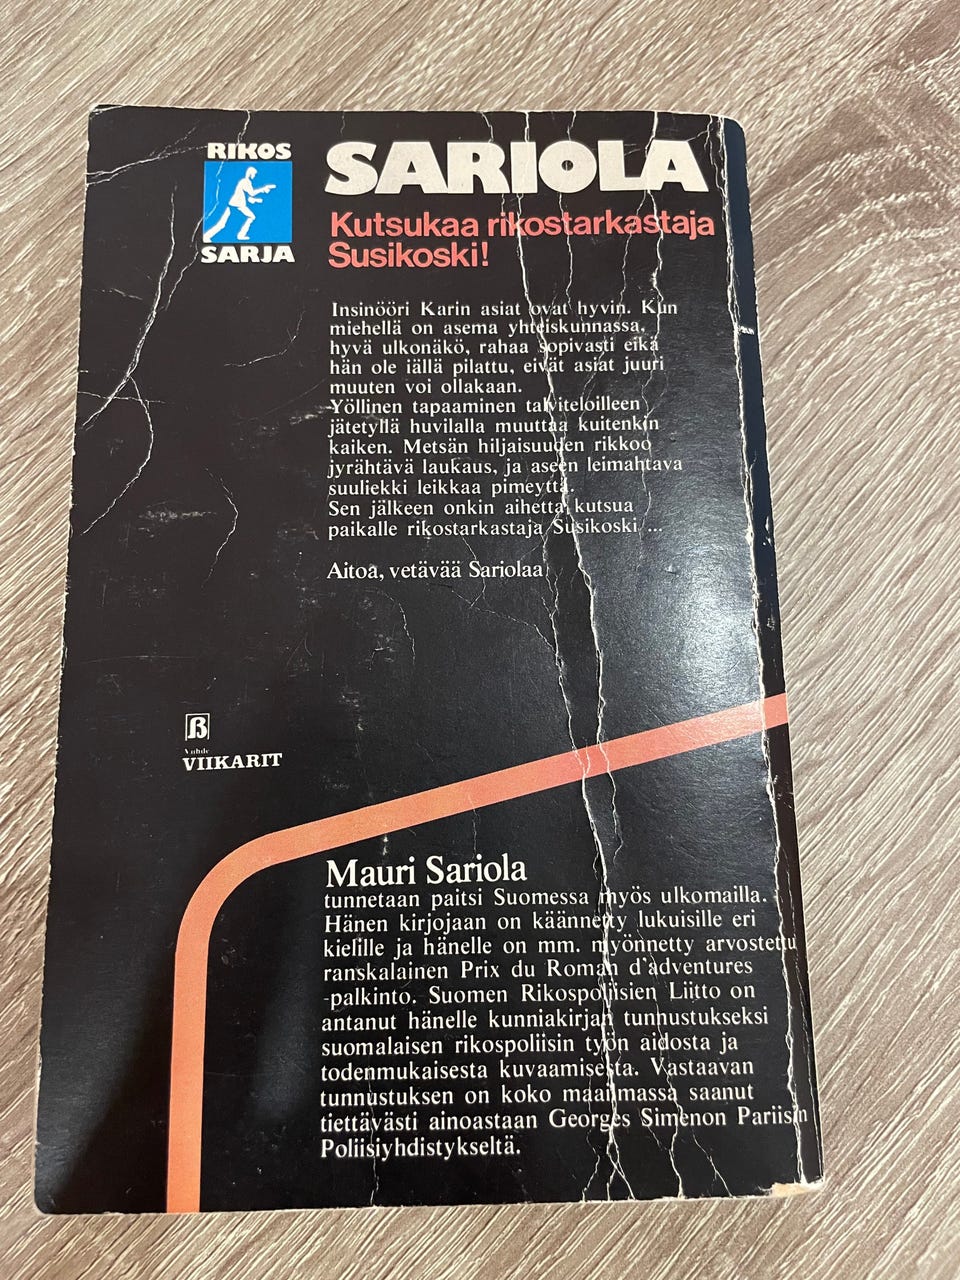 RIKOS
SARJA
SARIOLA
Kutsukaa rikostarkastaja
Susikoski!
Insinööri Karin asiat ovat hyvin. Kun
miehellä on asema yhteiskunnassa,
hyvä ulkonäkö, rahaa sopivasti eikä
hän ole iällä pilattu, eivät asiat juuri
muuten voi ollakaan.
Yöllinen tapaaminen talviteloilleen
jätetyllä huvilalla muuttaa kuitenkin
kaiken. Metsän hiljaisuuden rikkoo
jyrähtävä laukaus, ja aseen leimahtava
suuliekki leikkaa pimeyttä.
Sen jälkeen onkin aihetta kutsua
paikalle rikostarkastaja Susikoski ...
Aitoa, vetävää Sariolaa
Viihde
VIIKARIT
Mauri Sariola
tunnetaan paitsi Suomessa myös ulkomailla.
Hänen kirjojaan on käännetty lukuisille eri
kielille ja hänelle on mm. myönnetty arvostettu
ranskalainen Prix du Roman d'adventures
-palkinto. Suomen Rikospoliisien Liitto on
antanut hänelle kunniakirjan tunnustukseksi
suomalaisen rikospoliisin työn aidosta ja
todenmukaisesta kuvaamisesta. Vastaavan
tunnustuksen on koko maailmassa saanut
tiettävästi ainoastaan Georges Simenon Pariisin
Poliisiyhdistykseltä.